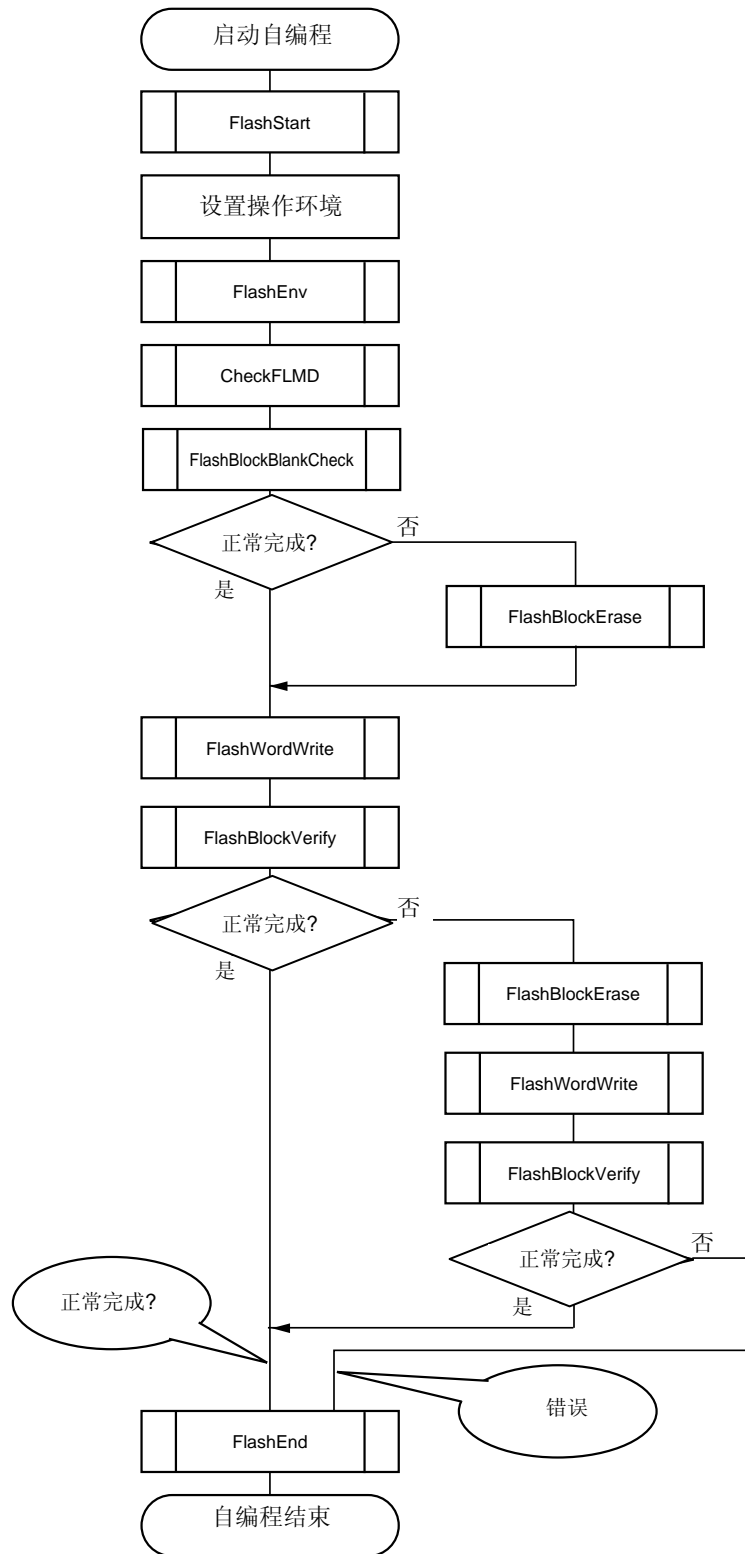 启动自编程
FlashStart
设置操作环境
FlashEnv
CheckFLMD
FlashBlockBlankCheck
正常完成?
否
是
FlashBlockErase
FlashWordWrite
FlashBlockVerify
正常完成?
否
是
FlashBlockErase
FlashWordWrite
FlashBlockVerify
正常完成?
否
是
正常完成?
错误
FlashEnd
自编程结束